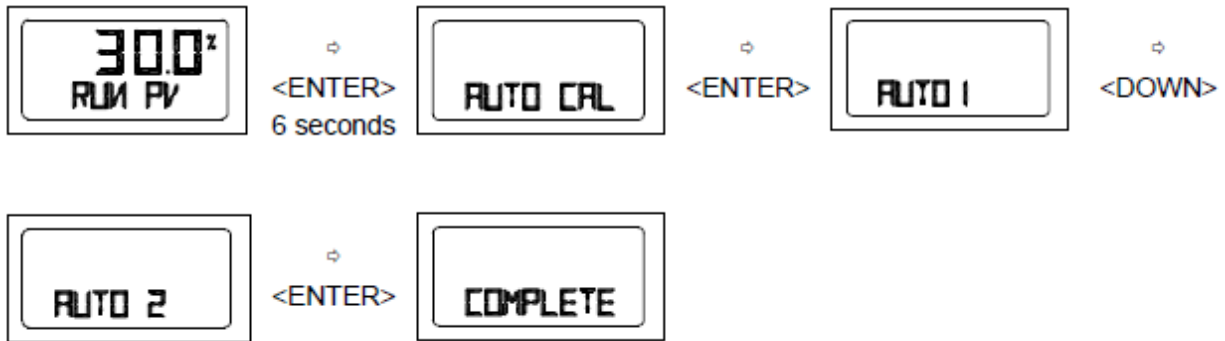 30.0%
RUN PV
⇨
<ENTER>
6 seconds
AUTO CAL
⇨
<ENTER>
AUTO 1
⇨
<DOWN>
AUTO 2
⇨
<ENTER>
COMPLETE